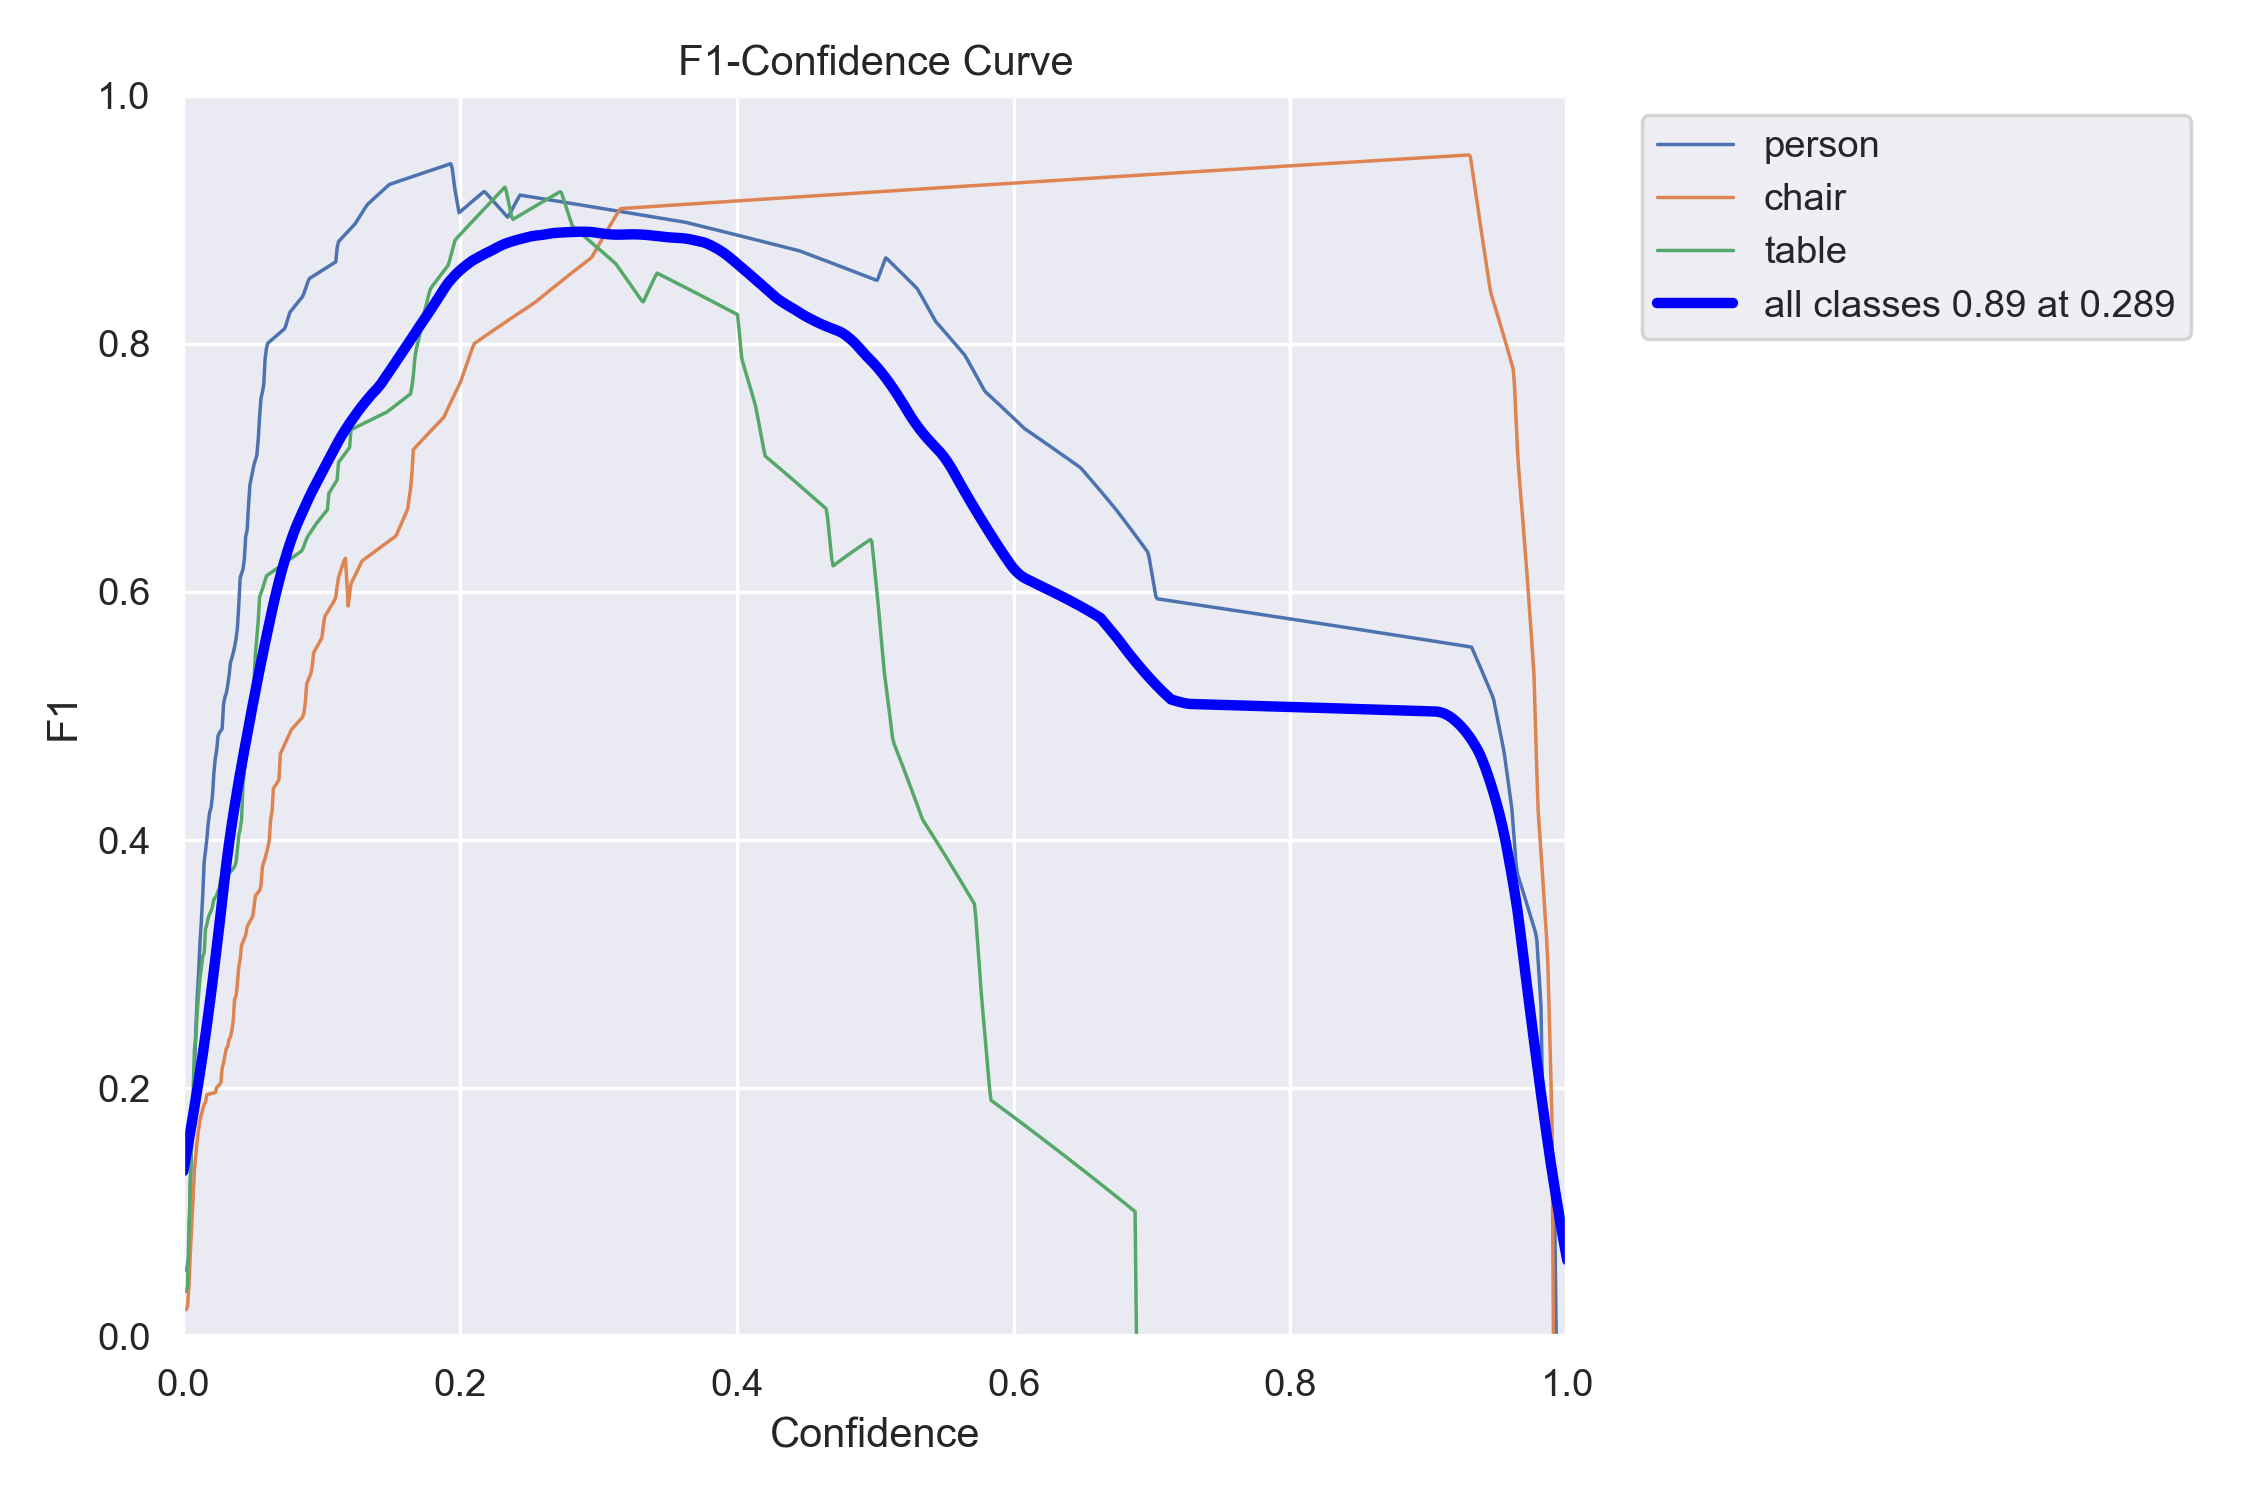 F1-Confidence Curve
1.0
0.8
0.6
0.4
0.2
0.0
F1
0.0 0.2 0.4 0.6 0.8 1.0
Confidence
person
chair
table
all classes 0.89 at 0.289